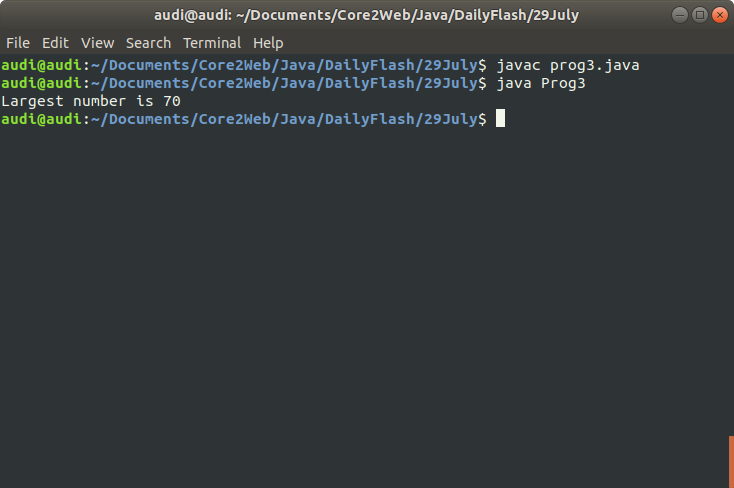 audi@audi: ~/Documents/Core2Web/Java/DailyFlash/29July
File Edit View Search Terminal Help
audi@audi:~/Documents/Core2Web/Java/DailyFlash/29July$ javac prog3.java
audi@audi:~/Documents/Core2Web/Java/DailyFlash/29July$ java Prog3
Largest number is 70
audi@audi:~/Documents/Core2Web/Java/DailyFlash/29July$